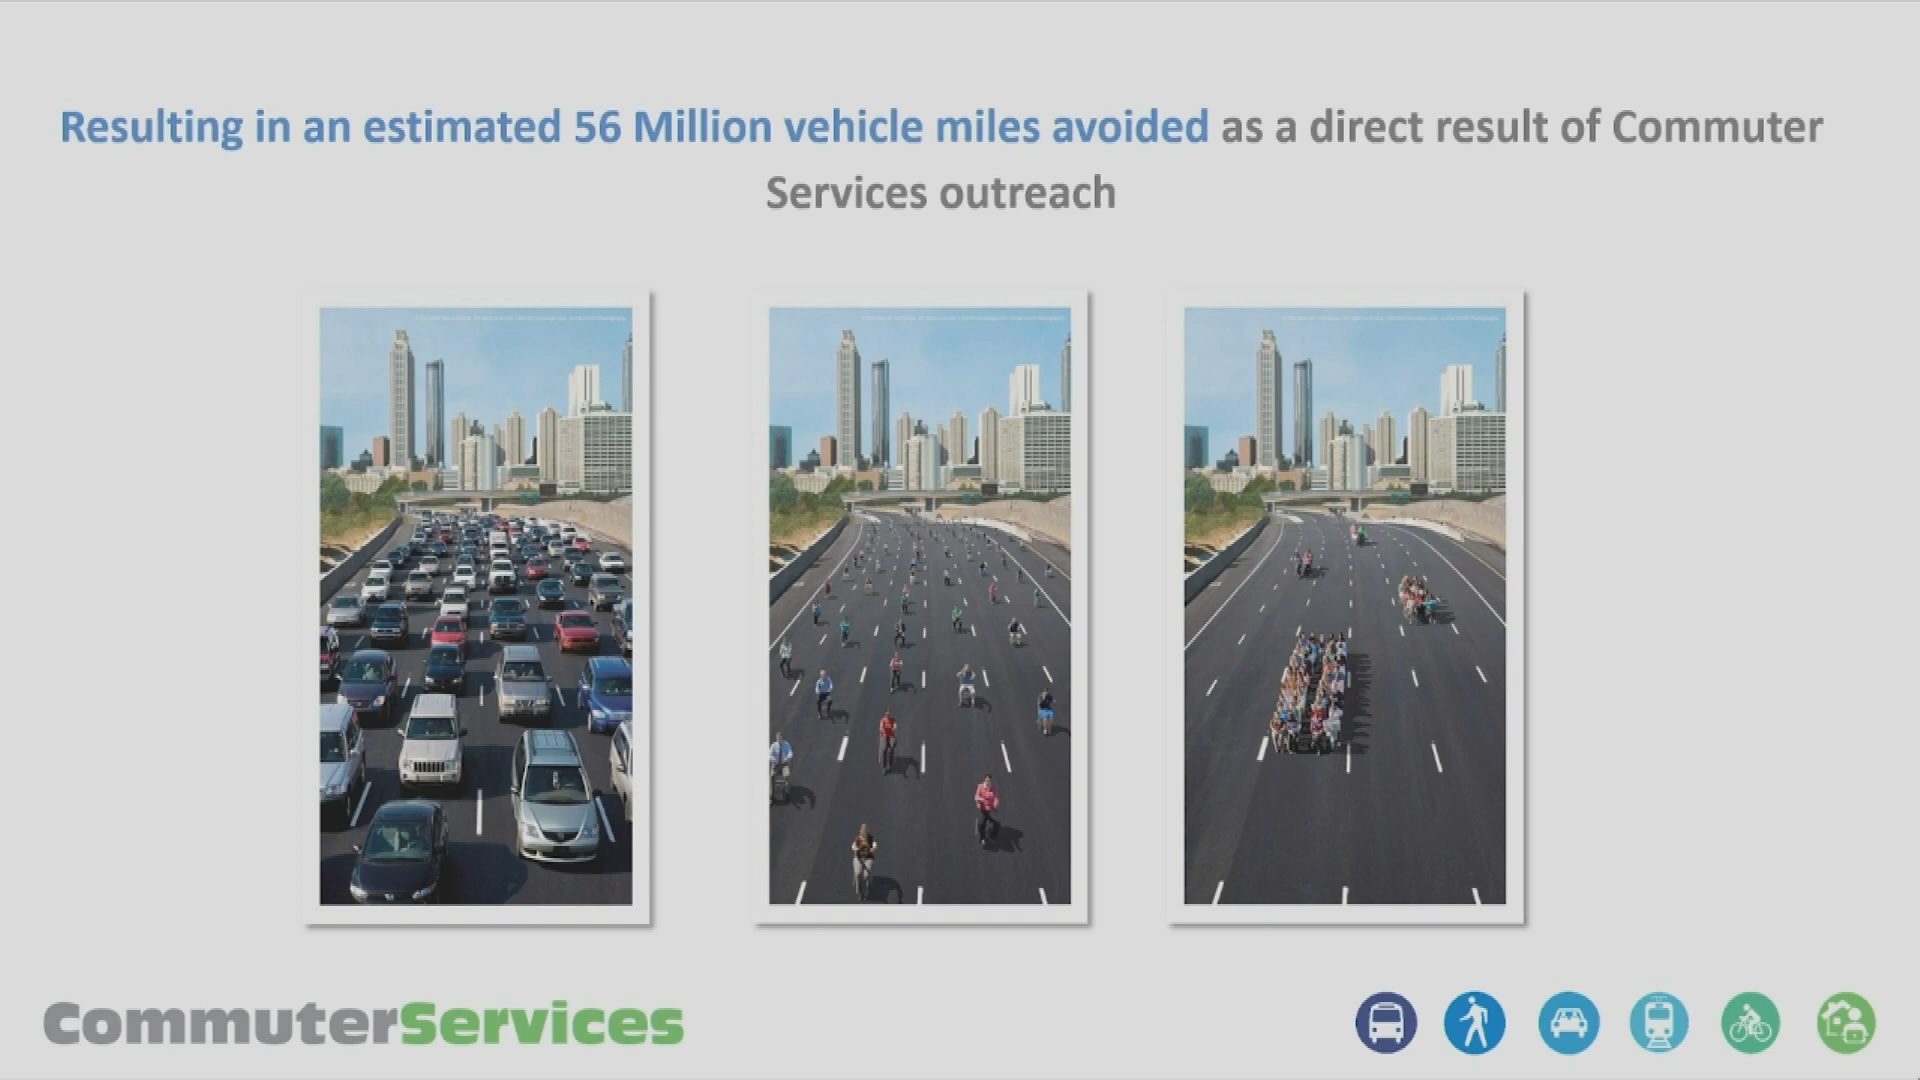 Resulting in an estimated 56 Million vehicle miles avoided as a direct result of Commuter
Services outreach
CommuterServices